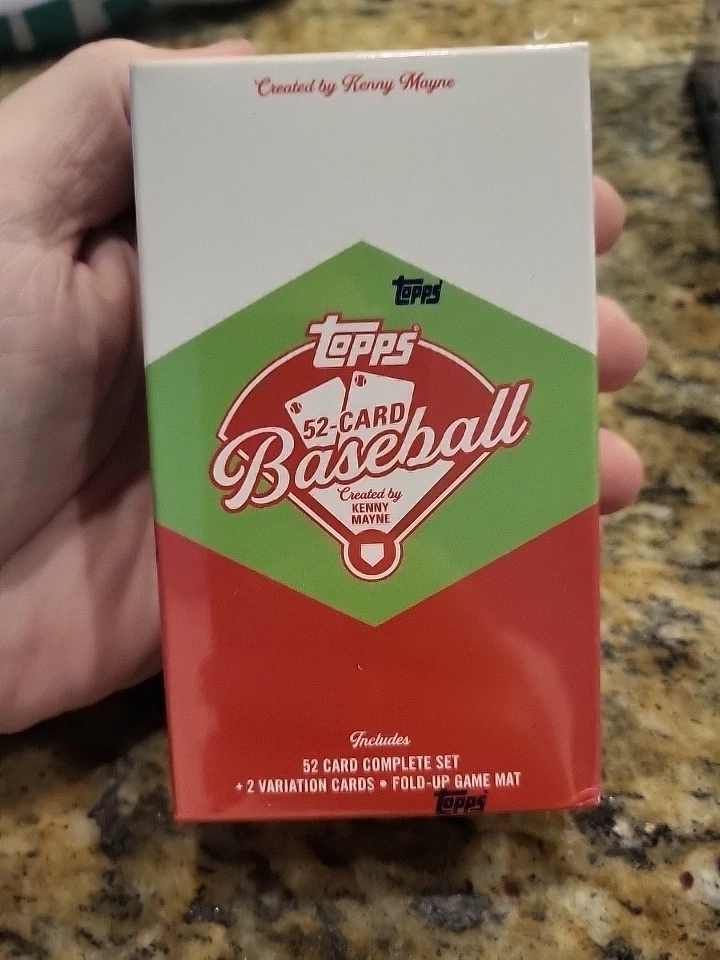 Created by Kenny Mayne
Topps
Topps
52-CARD
Baseball
Created by
KENNY
MAYNE
Includes
52 CARD COMPLETE SET
+ 2 VARIATION CARDS • FOLD-UP GAME MAT
Topps